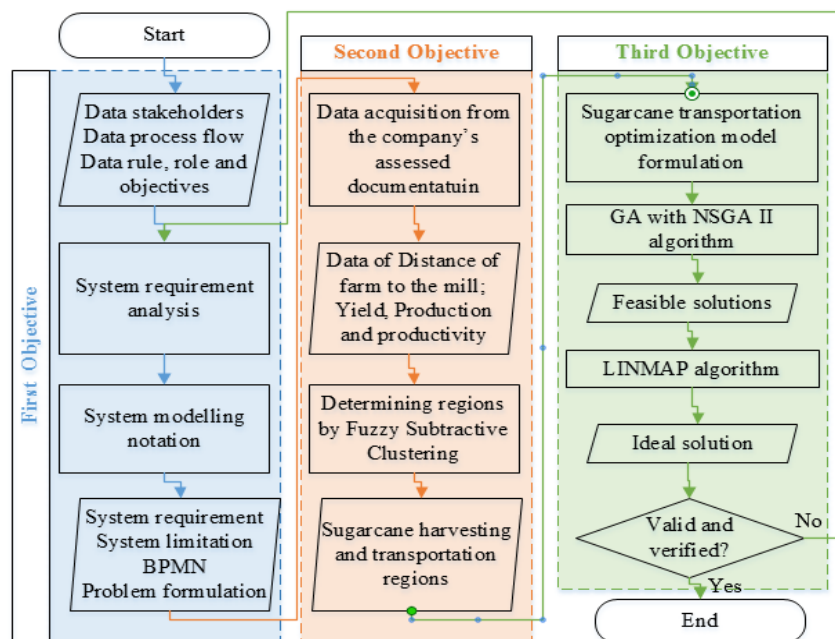 Start
First Objective
Data stakeholders
Data process flow
Data rule, role and
objectives
System requirement
analysis
System modelling
notation
System requirement
System limitation
BPMN
Problem formulation
Second Objective
Data acquisition from
the company's
assessed
documentatuin
Data of Distance of
farm to the mill;
Yield, Production
and productivity
Determining regions
by Fuzzy Subtractive
Clustering
Sugarcane harvesting
and transportation
regions
Third Objective
Sugarcane transportation
optimization model
formulation
GA with NSGA II
algorithm
Feasible solutions
LINMAP algorithm
Ideal solution
Valid and
verified?
No
Yes
End